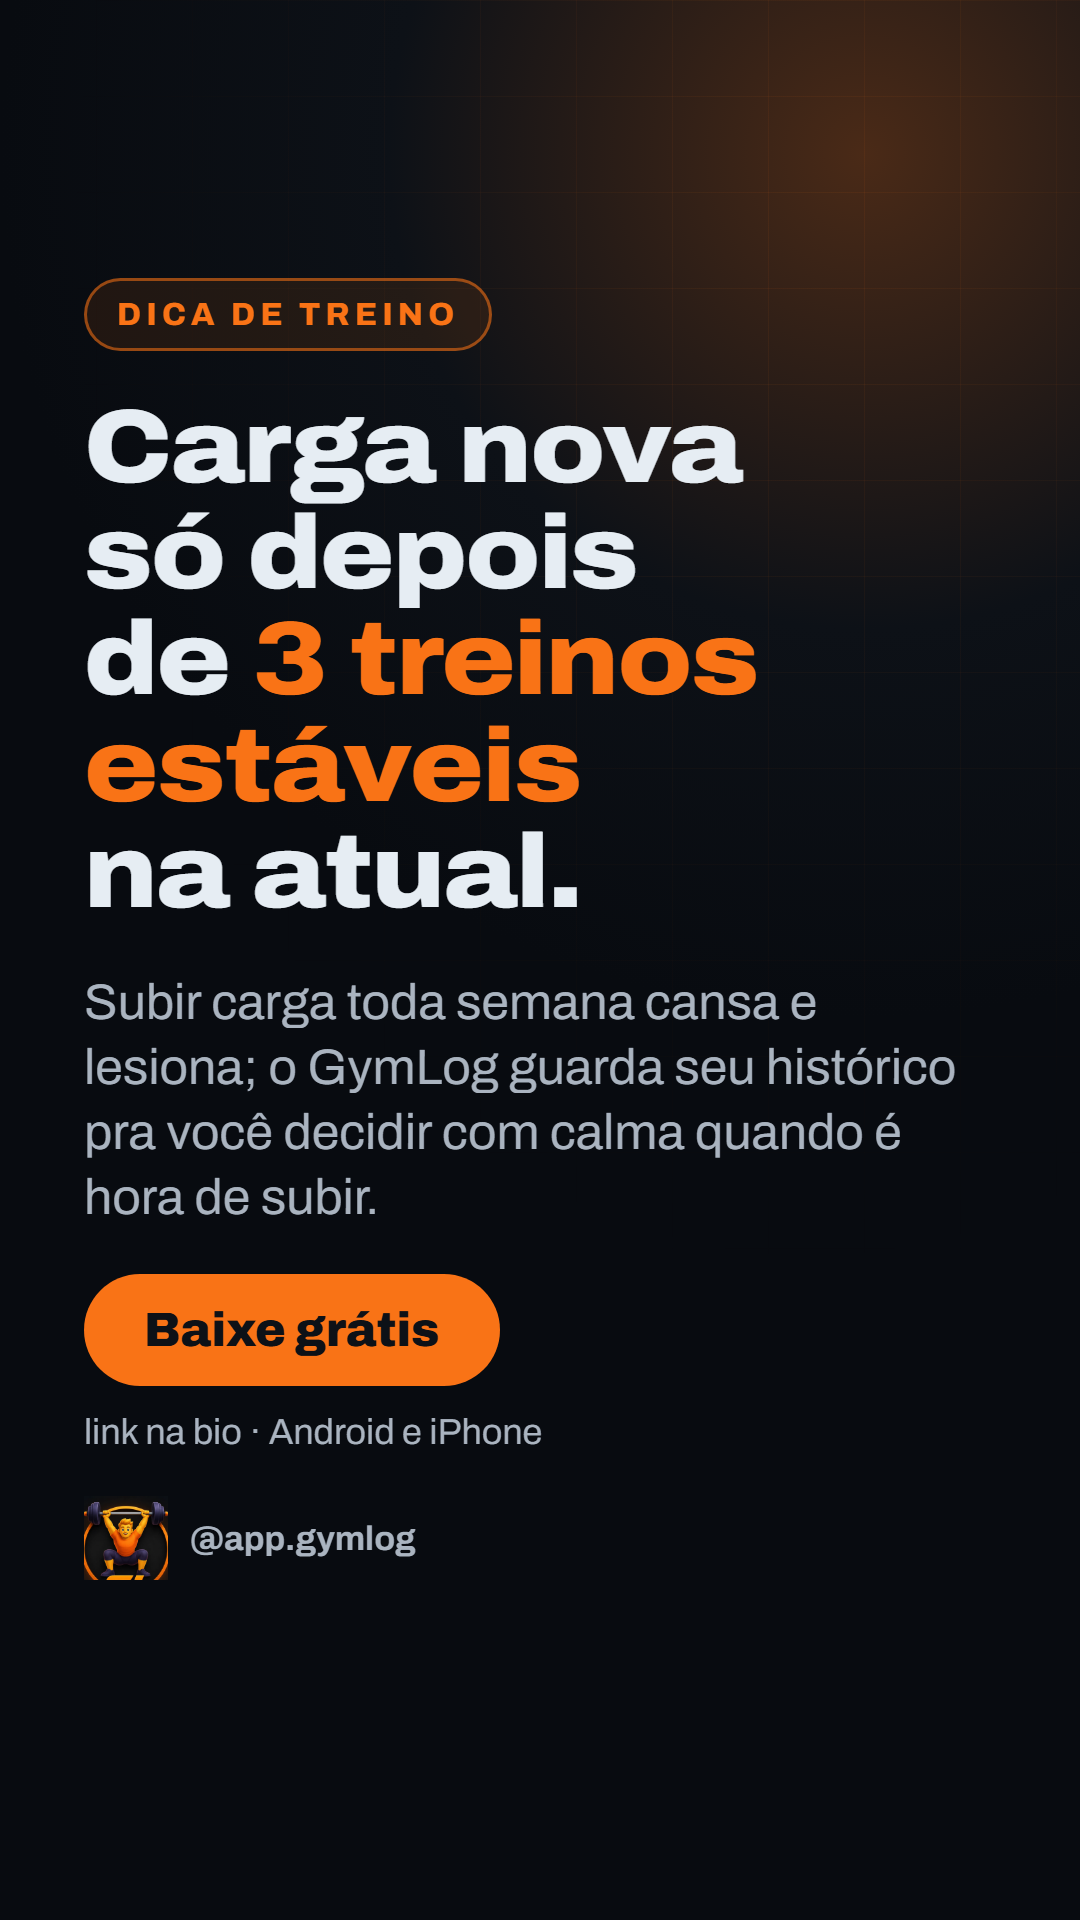 DICA DE TREINO
Carga nova
só depois
de 3 treinos
estáveis
na atual.
Subir carga toda semana cansa e
lesiona; o GymLog guarda seu histórico
pra você decidir com calma quando é
hora de subir.
Baixe grátis
link na bio · Android e iPhone
@app.gymlog